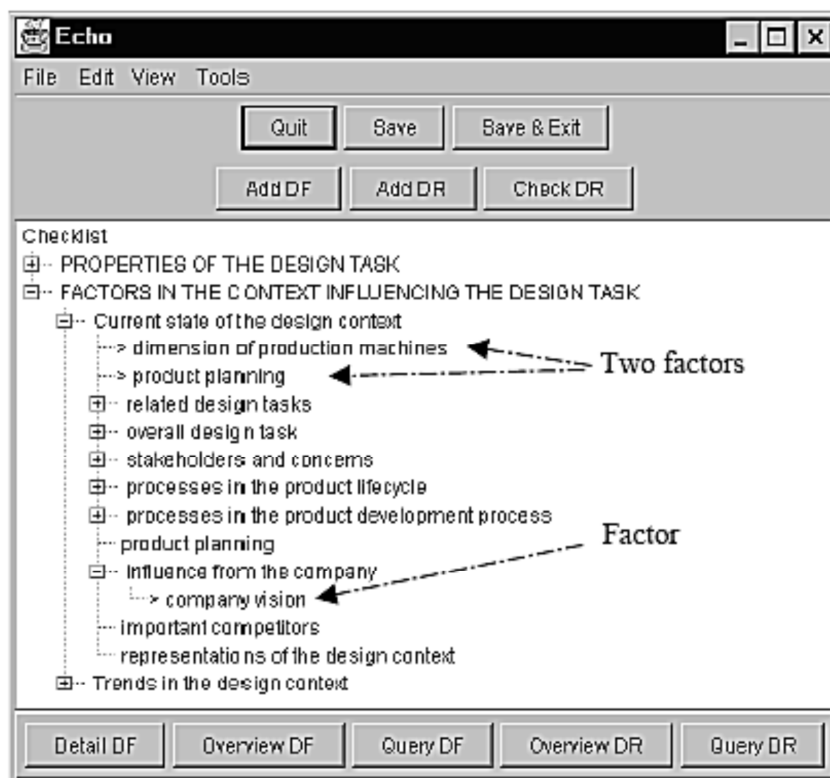 Echo
File Edit View Tools
Quit Save Save & Exit
Add DF Add DR Check DR
Checklist
PROPERTIES OF THE DESIGN TASK
FACTORS IN THE CONTEXT INFLUENCING THE DESIGN TASK
Current state of the design context
> dimension of production machines
Two factors
> product planning
related design tasks
overall design task
stakeholders and concerns
processes in the product lifecycle
processes in the product development process
Factor
product planning
Influence from the company
> company vision
important competitors
representations of the design context
Trends in the design context
Detail DF Overview DF Query DF Overview DR Query DR